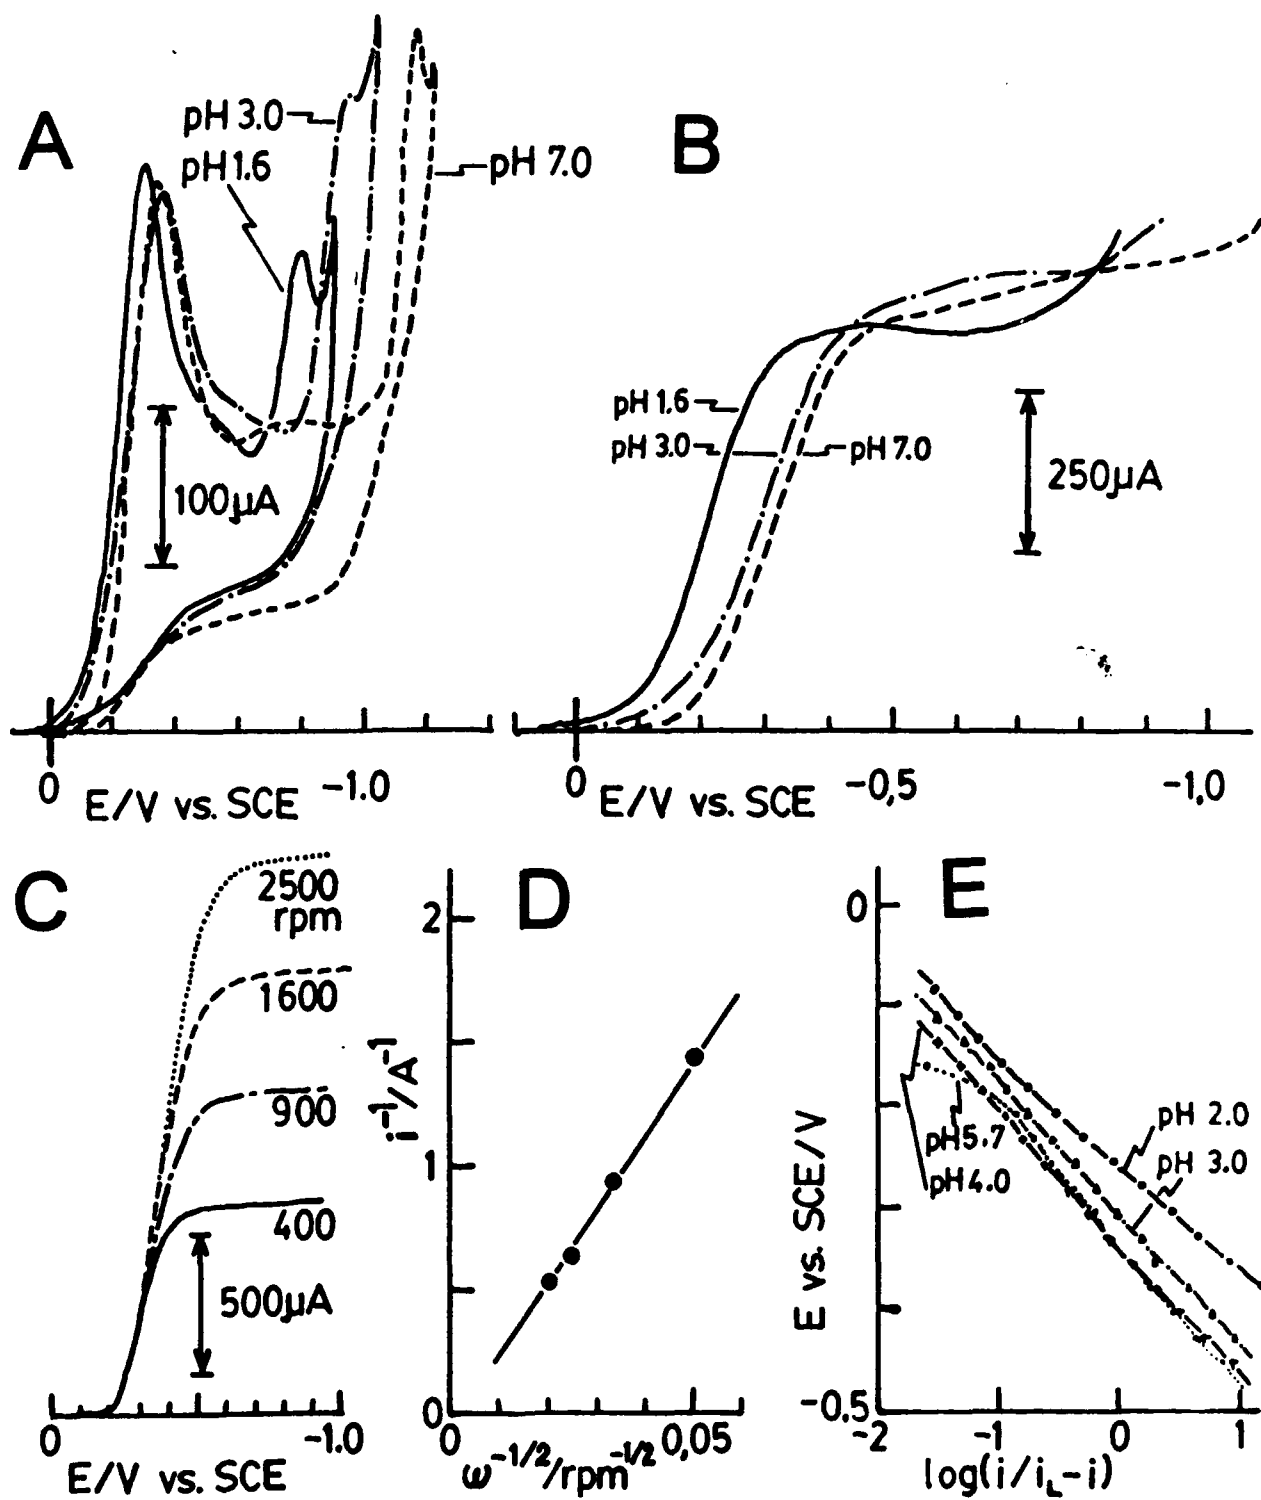 A
pH 3.0
pH 1.6
pH 7.0
100µA
0
-1.0
E/V vs. SCE
B
pH 1.6
pH 3.0
pH 7.0
250µA
0
-0,5
-1,0
E/V vs. SCE
C
2500
rpm
1600
900
400
500µA
0
-1.0
E/V vs. SCE
D
2
1
0
i⁻¹/A⁻¹
0
0,05
ω⁻¹/²/rpm⁻¹/²
E
0
-0.5
E vs. SCE/V
pH 2.0
pH 3.0
pH5.7
pH4.0
-2
-1
0
1
log(i/i_L-i)